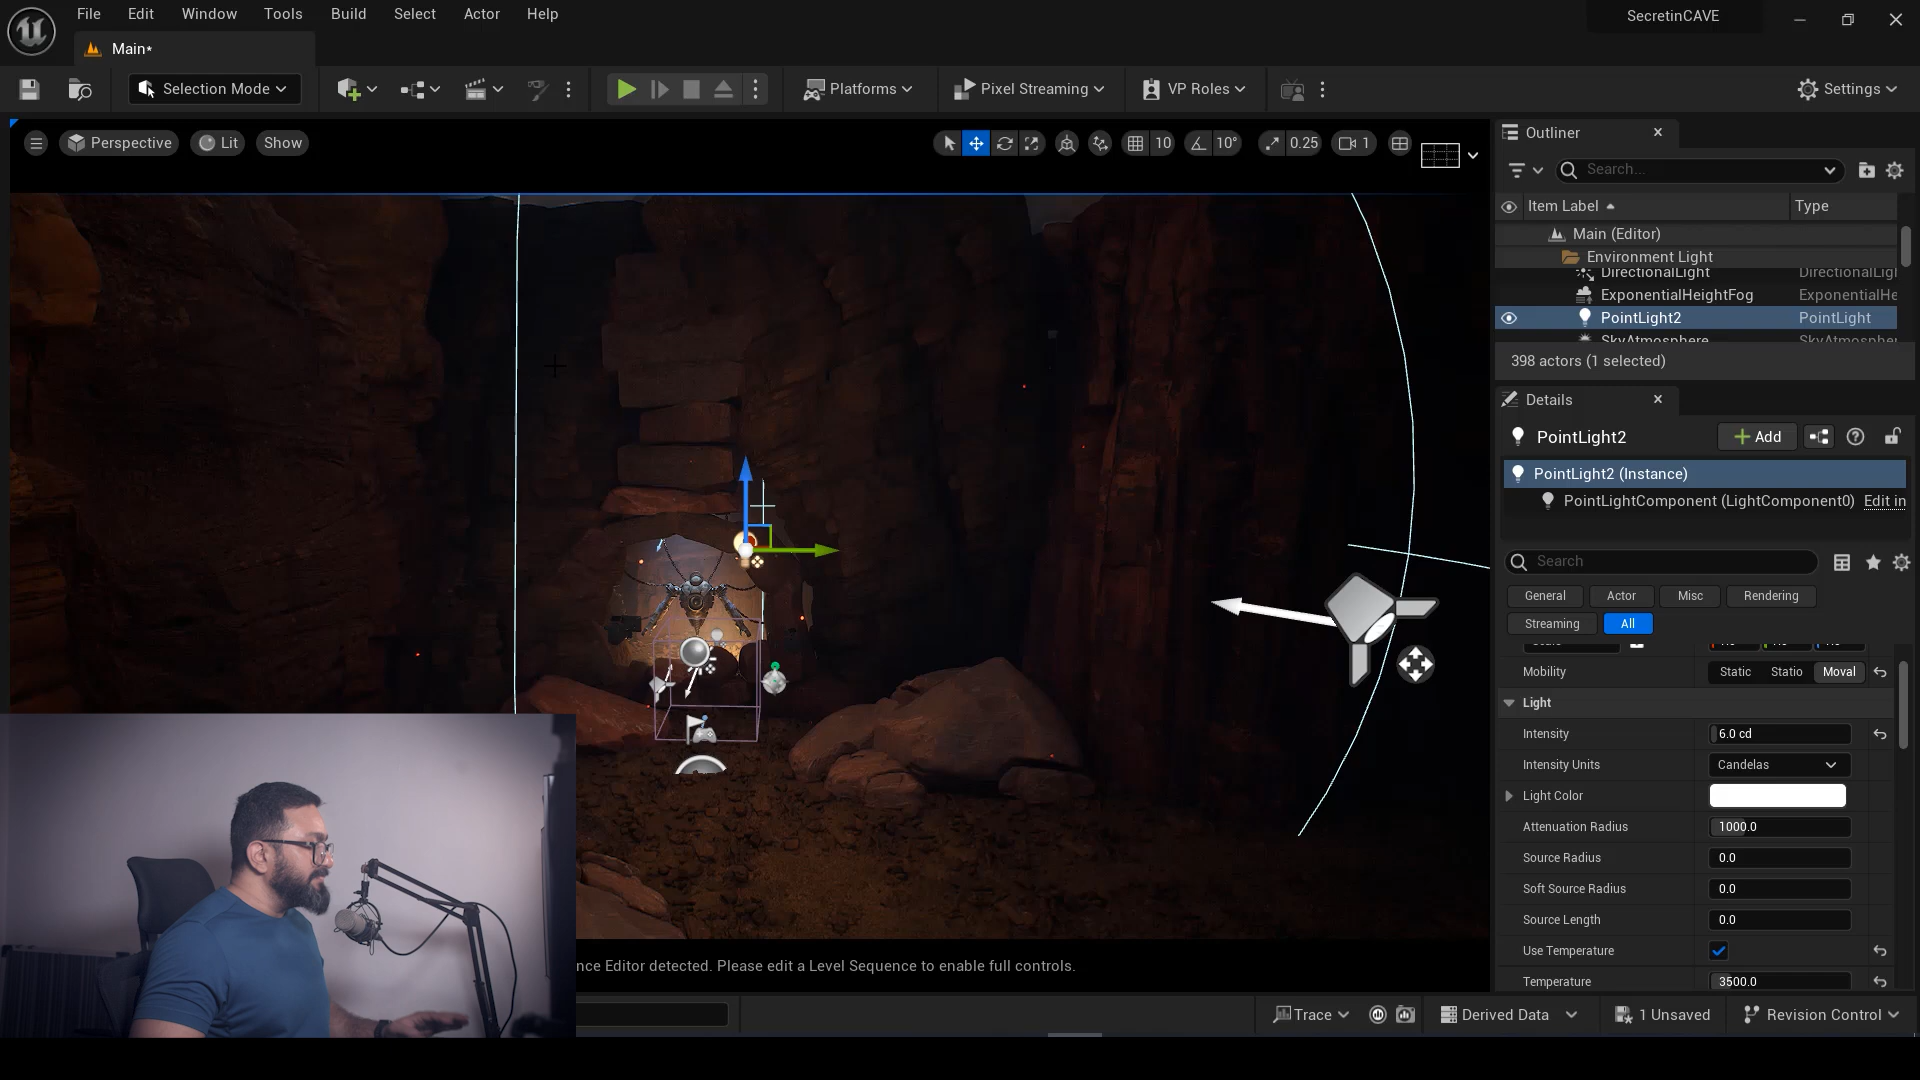 File Edit Window Tools Build Select Actor Help
SecretinCAVE
Main*
Selection Mode
Platforms
Pixel Streaming
VP Roles
Settings
Perspective
Lit
Show
10
10°
0.25
1
Outliner
Search...
Item Label
Type
Main (Editor)
Environment Light
DirectionalLight DirectionalLigl
ExponentialHeightFog ExponentialHe
PointLight2 PointLight
SkyAtmosphere SkyAtmospher
398 actors (1 selected)
Details
PointLight2
Add
PointLight2 (Instance)
PointLightComponent (LightComponent0) Edit in
Search
General Actor Misc Rendering
Streaming All
Mobility Static Statio Moval
Light
Intensity 6.0 cd
Intensity Units Candelas
Light Color
Attenuation Radius 1000.0
Source Radius 0.0
Soft Source Radius 0.0
Source Length 0.0
Use Temperature
Temperature 3500.0
nce Editor detected. Please edit a Level Sequence to enable full controls.
Trace
Derived Data
1 Unsaved
Revision Control